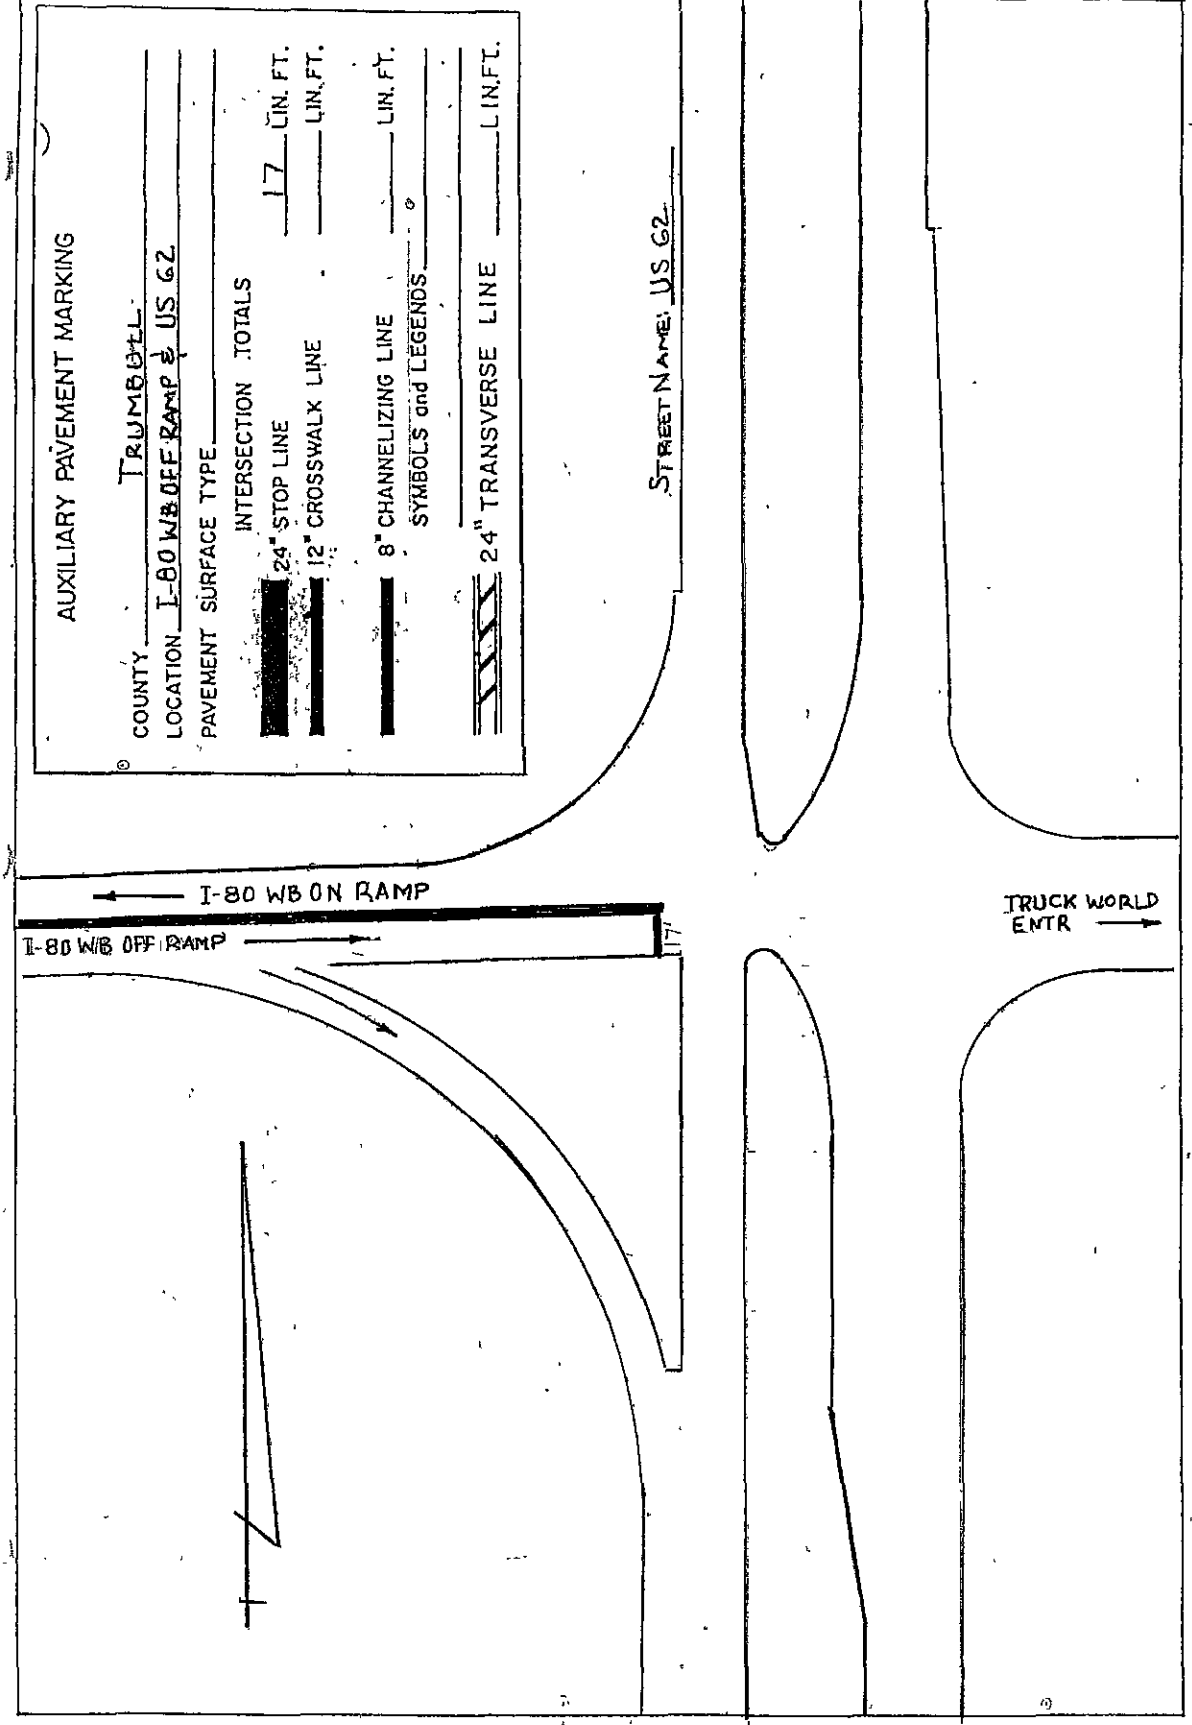 AUXILIARY PAVEMENT MARKING
COUNTY TRUMBULL
LOCATION I-80 WB OFF RAMP & US 62
PAVEMENT SURFACE TYPE
INTERSECTION TOTALS
24" STOP LINE 17 LIN. FT.
12" CROSSWALK LINE LIN. FT.
8" CHANNELIZING LINE LIN. FT.
SYMBOLS and LEGENDS
24" TRANSVERSE LINE LIN. FT.
STREET NAME: US 62
I-80 WB ON RAMP
I-80 WB OFF RAMP
17
TRUCK WORLD
ENTR